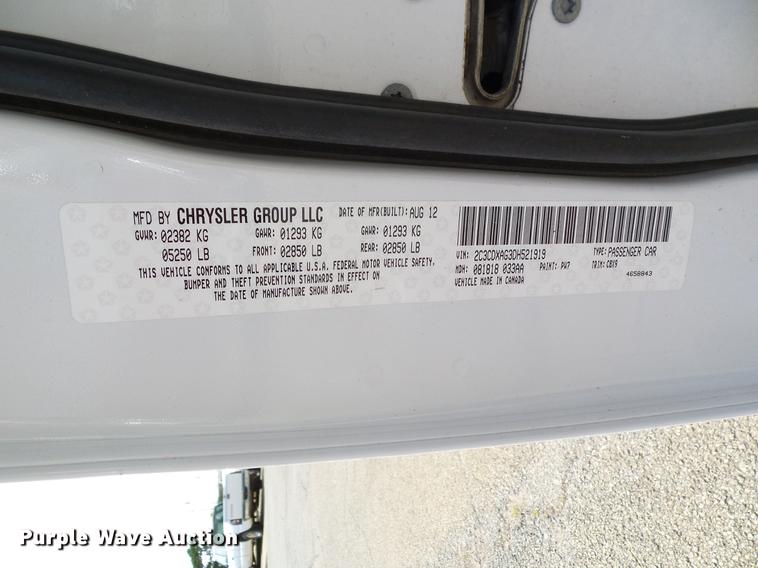 MFD BY CHRYSLER GROUP LLC DATE OF MFR(BUILT): AUG 12
GVWR: 02382 KG GAWR: 01293 KG GAWR: 01293 KG
05250 LB FRONT: 02850 LB REAR: 02850 LB
THIS VEHICLE CONFORMS TO ALL APPLICABLE U.S.A. FEDERAL MOTOR VEHICLE SAFETY,
BUMPER AND THEFT PREVENTION STANDARDS IN EFFECT ON
THE DATE OF MANUFACTURE SHOWN ABOVE.
VIN: 2C3CDXAG3DH521919 TYPE: PASSENGER CAR
MDH: 081018 033AA PAINT: PW7 TRIM: CBX9
VEHICLE MADE IN CANADA 4658843
Purple Wave Auction